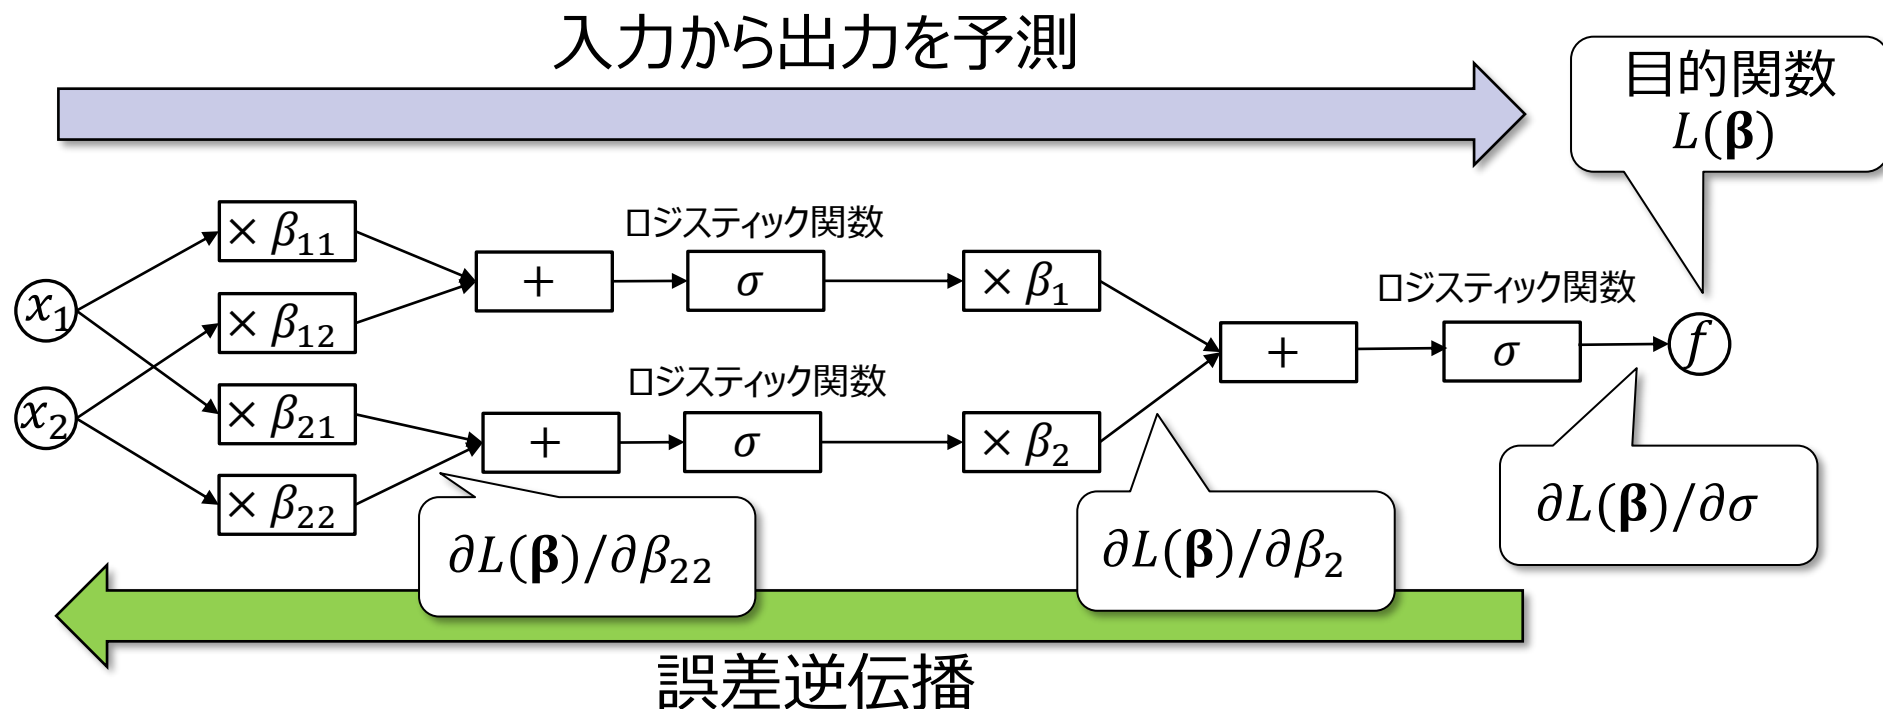 入力から出力を予測
目的関数
L(β)
ロジスティック関数
× β₁₁
+
σ
× β₁
x₁
× β₁₂
ロジスティック関数
+
σ
f
ロジスティック関数
x₂
× β₂₁
+
σ
× β₂
× β₂₂
∂L(β)/∂β₂₂
∂L(β)/∂β₂
∂L(β)/∂σ
誤差逆伝播